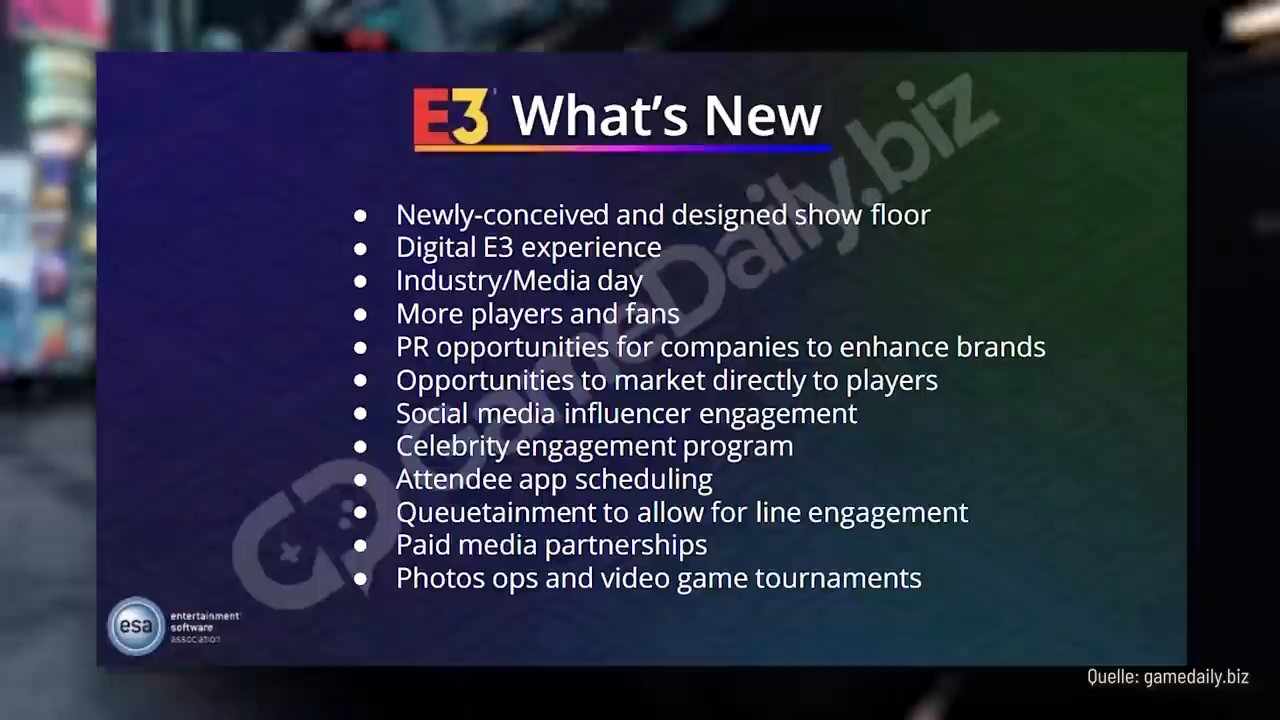 E3 What's New
GameDaily.biz
● Newly-conceived and designed show floor
● Digital E3 experience
● Industry/Media day
● More players and fans
● PR opportunities for companies to enhance brands
● Opportunities to market directly to players
● Social media influencer engagement
● Celebrity engagement program
● Attendee app scheduling
● Queuetainment to allow for line engagement
● Paid media partnerships
● Photos ops and video game tournaments
esa entertainment
software
association
Quelle: gamedaily.biz